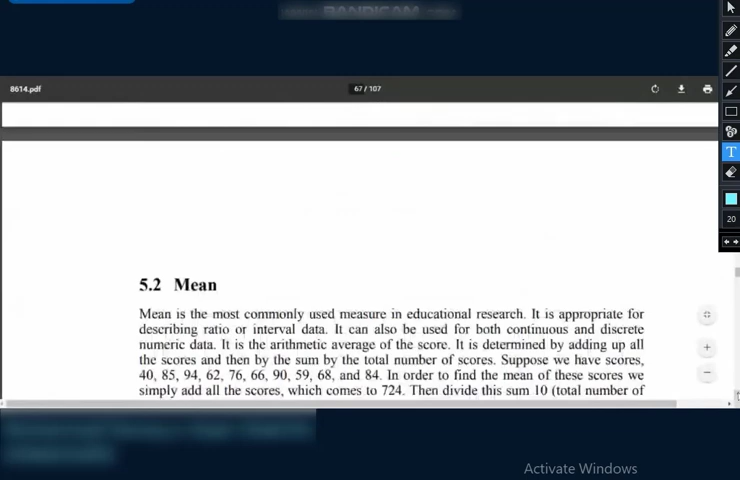 BANDICAM
8614.pdf
67 / 107
T
20
5.2 Mean
Mean is the most commonly used measure in educational research. It is appropriate for
describing ratio or interval data. It can also be used for both continuous and discrete
numeric data. It is the arithmetic average of the score. It is determined by adding up all
the scores and then by the sum by the total number of scores. Suppose we have scores,
40, 85, 94, 62, 76, 66, 90, 59, 68, and 84. In order to find the mean of these scores we
simply add all the scores, which comes to 724. Then divide this sum 10 (total number of
Activate Windows